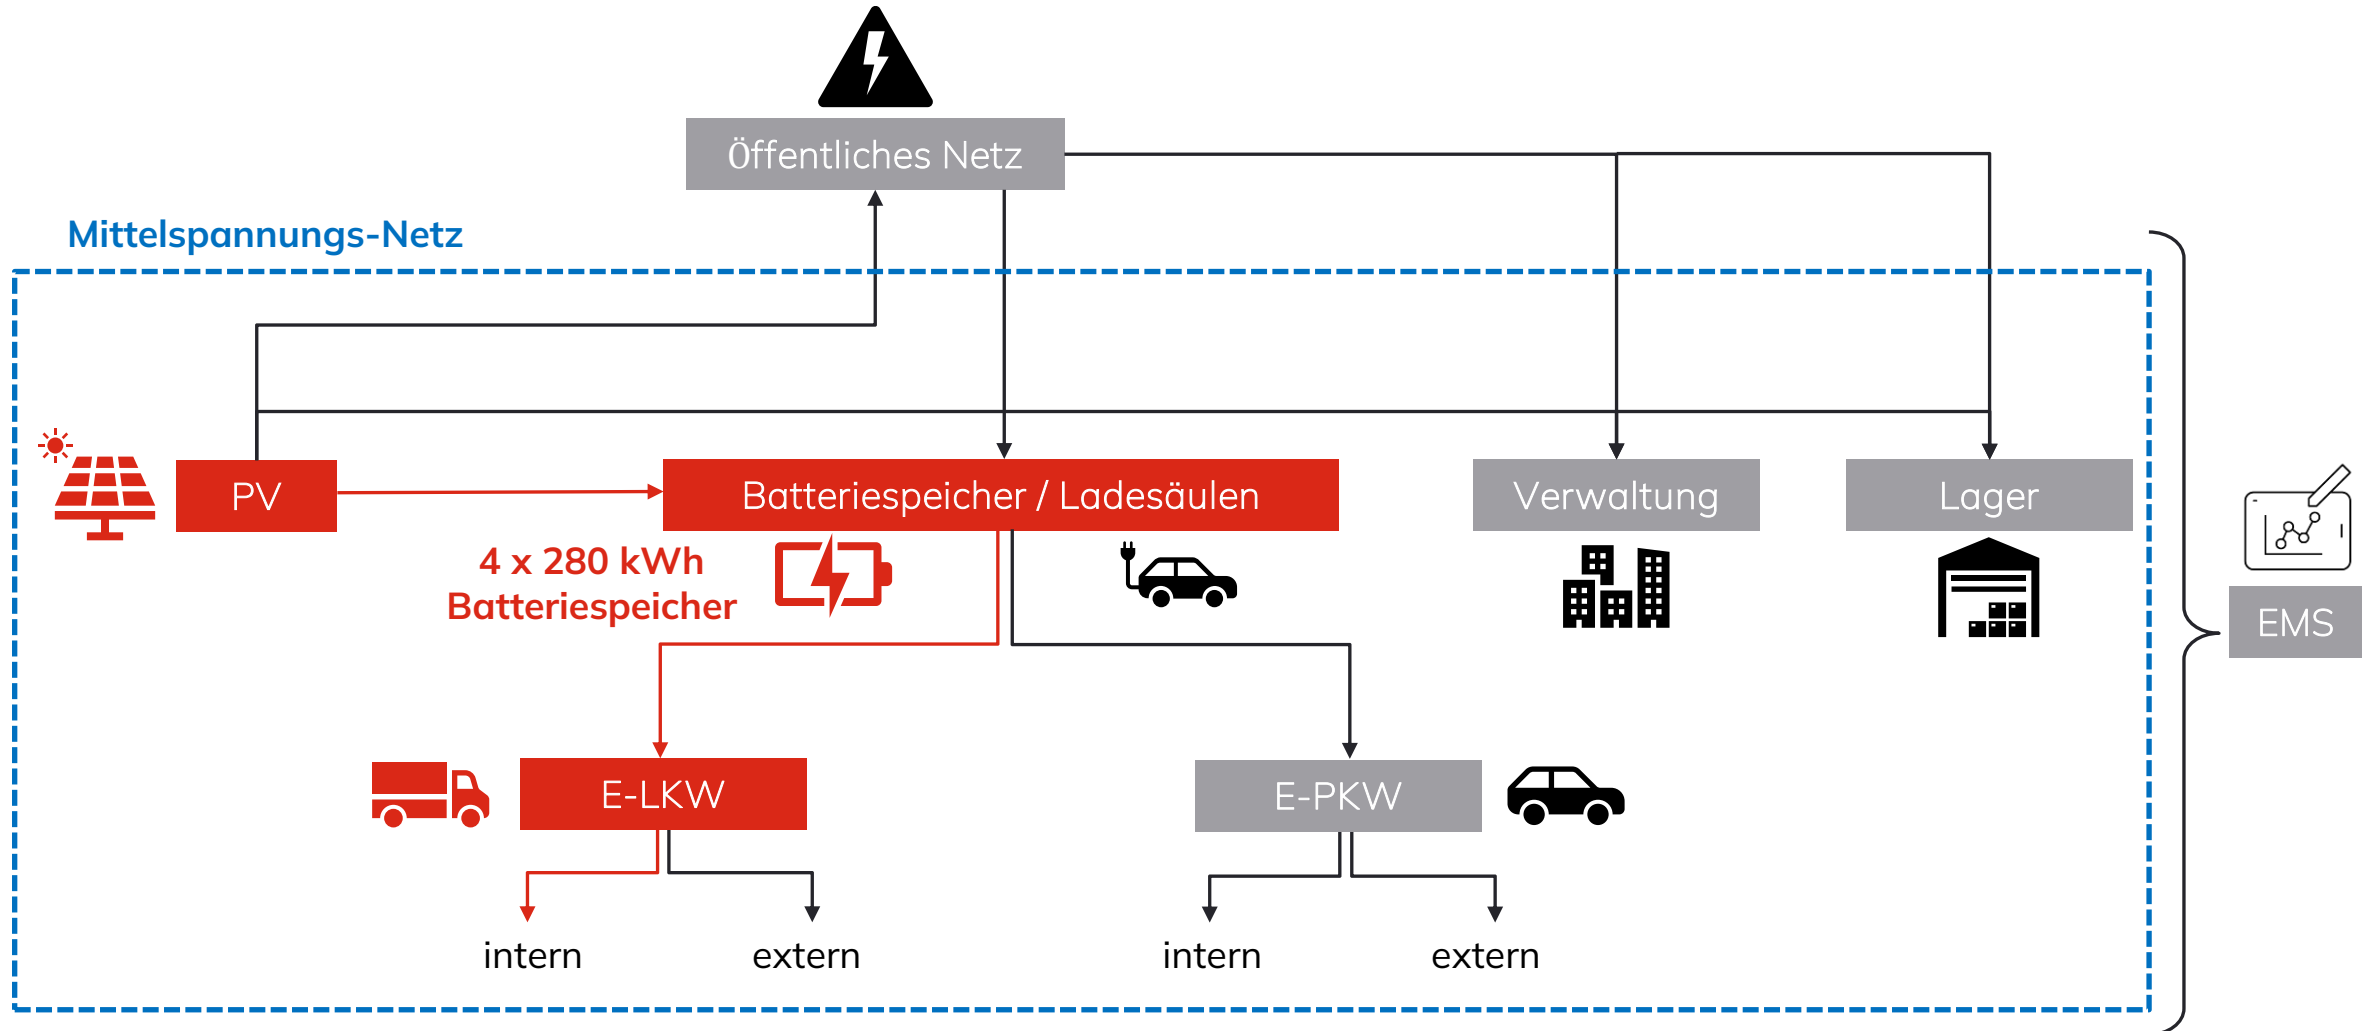 Öffentliches Netz
Mittelspannungs-Netz
PV
Batteriespeicher / Ladesäulen
Verwaltung
Lager
4 x 280 kWh
Batteriespeicher
EMS
E-LKW
E-PKW
intern
extern
intern
extern